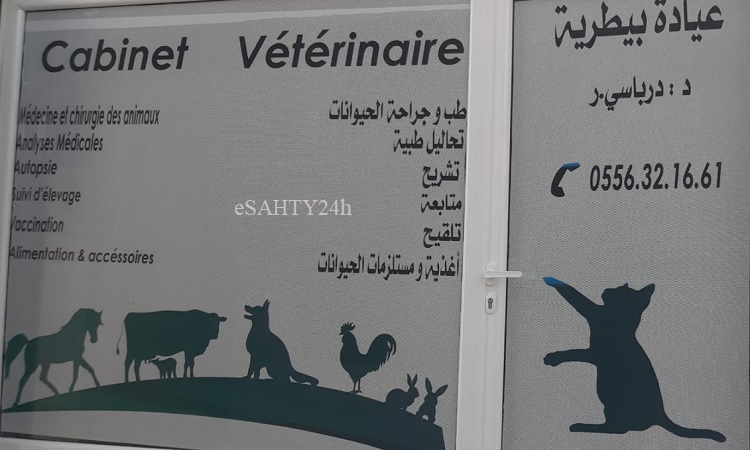 Cabinet Vétérinaire
Médecine et chirurgie des animaux
Analyses Médicales
Autopsie
Suivi d'élevage
Vaccination
Alimentation & accéssoires
طب و جراحة الحيوانات
تحاليل طبية
تشريح
متابعة
تلقيح
أغذية و مستلزمات الحيوانات
eSAHTY24h
عيادة بيطرية
د : درباسي.ر
0556.32.16.61